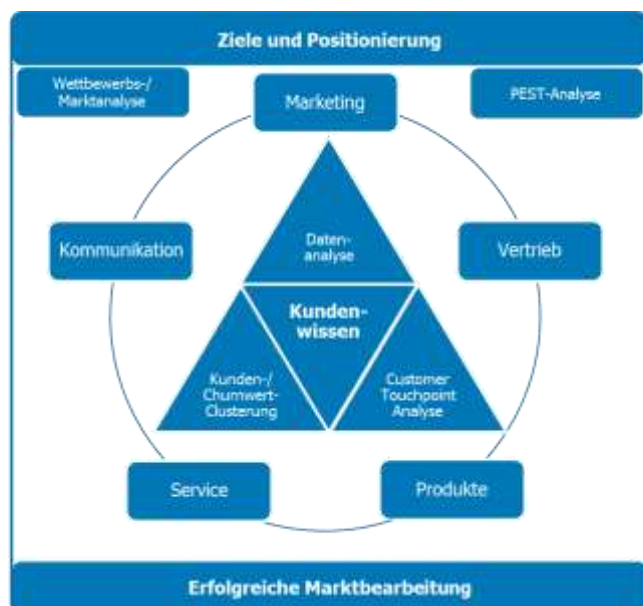 Ziele und Positionierung
Wettbewerbs-/
Marktanalyse
Marketing
PEST-Analyse
Kommunikation
Daten-
analyse
Vertrieb
Kunden-
wissen
Kunden-/
Churnwert-
Clusterung
Customer
Touchpoint
Analyse
Service
Produkte
Erfolgreiche Marktbearbeitung